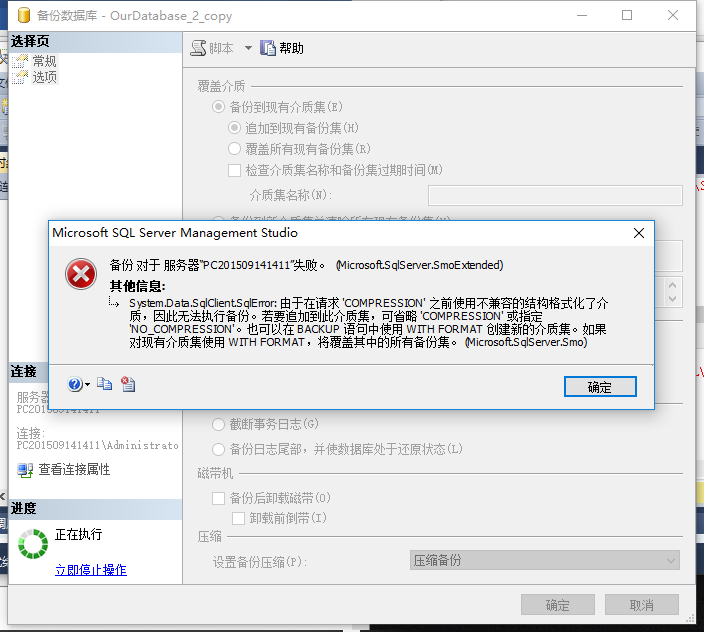 备份数据库 - OurDatabase_2_copy
选择页
常规
选项
脚本
帮助
覆盖介质
备份到现有介质集(E)
追加到现有备份集(H)
覆盖所有现有备份集(R)
检查介质集名称和备份集过期时间(M)
介质集名称(N):
Microsoft SQL Server Management Studio
备份 对于 服务器“PC201509141411”失败。 (Microsoft.SqlServer.SmoExtended)
其他信息:
System.Data.SqlClient.SqlError: 由于在请求 'COMPRESSION' 之前使用不兼容的结构格式化了介
质，因此无法执行备份。若要追加到此介质集，可省略 'COMPRESSION' 或指定
'NO_COMPRESSION'。也可以在 BACKUP 语句中使用 WITH FORMAT 创建新的介质集。如果
对现有介质集使用 WITH FORMAT，将覆盖其中的所有备份集。 (Microsoft.SqlServer.Smo)
确定
连接
服务器
PC201509141411
连接:
PC201509141411\Administrato
查看连接属性
进度
正在执行
立即停止操作
截断事务日志(G)
备份日志尾部，并使数据库处于还原状态(L)
磁带机
备份后卸载磁带(O)
卸载前倒带(I)
压缩
设置备份压缩(P):
压缩备份
确定
取消